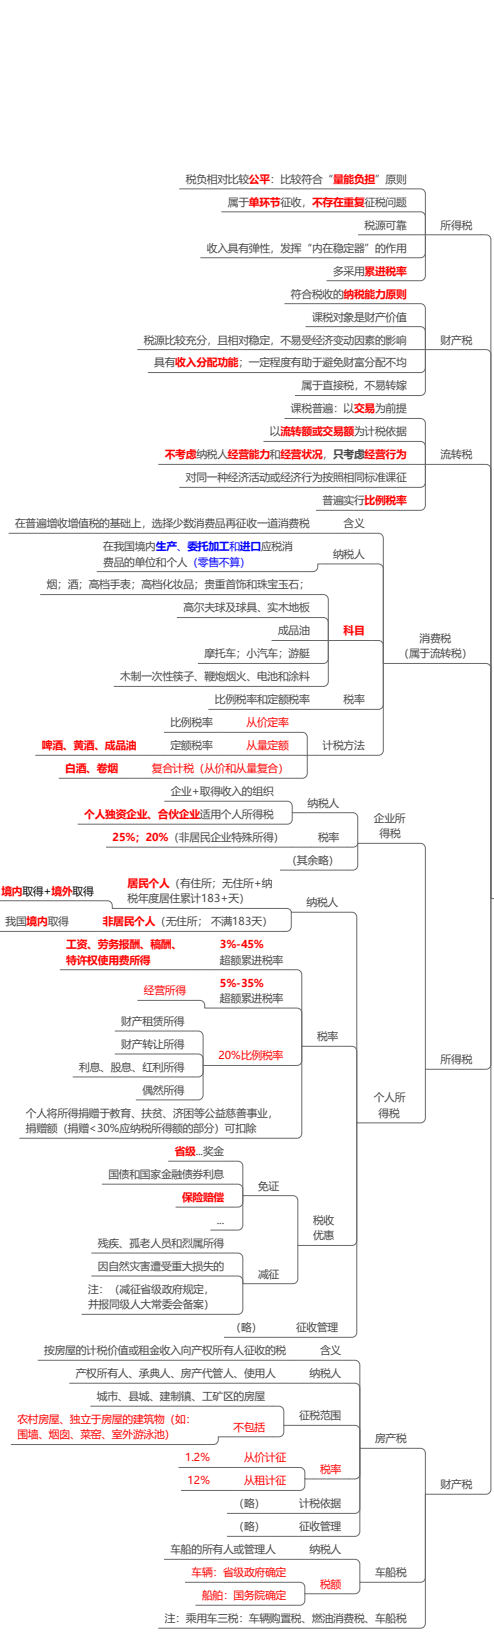 税负相对比较公平：比较符合“量能负担”原则
属于单环节征收，不存在重复征税问题
税源可靠
所得税
收入具有弹性，发挥“内在稳定器”的作用
多采用累进税率
符合税收的纳税能力原则
课税对象是财产价值
税源比较充分，且相对稳定，不易受经济变动因素的影响
财产税
具有收入分配功能；一定程度有助于避免财富分配不均
属于直接税，不易转嫁
课税普遍：以交易为前提
以流转额或交易额为计税依据
不考虑纳税人经营能力和经营状况，只考虑经营行为
流转税
对同一种经济活动或经济行为按照相同标准课征
普遍实行比例税率
在普遍增收增值税的基础上，选择少数消费品再征收一道消费税
含义
在我国境内生产、委托加工和进口应税消
费品的单位和个人（零售不算）
纳税人
烟；酒；高档手表；高档化妆品；贵重首饰和珠宝玉石；
高尔夫球及球具、实木地板
成品油
科目
消费税
（属于流转税）
摩托车；小汽车；游艇
木制一次性筷子、鞭炮烟火、电池和涂料
比例税率和定额税率
税率
比例税率
从价定率
啤酒、黄酒、成品油
定额税率
从量定额
计税方法
白酒、卷烟
复合计税（从价和从量复合）
企业+取得收入的组织
纳税人
个人独资企业、合伙企业适用个人所得税
企业所
得税
25%；20%（非居民企业特殊所得）
税率
（其余略）
境内取得+境外取得
居民个人（有住所；无住所+纳
税年度居住累计183+天）
纳税人
我国境内取得
非居民个人（无住所； 不满183天）
工资、劳务报酬、稿酬、
特许权使用费所得
3%-45%
超额累进税率
经营所得
5%-35%
超额累进税率
税率
财产租赁所得
财产转让所得
20%比例税率
所得税
利息、股息、红利所得
偶然所得
个人所
得税
个人将所得捐赠于教育、扶贫、济困等公益慈善事业，
捐赠额（捐赠<30%应纳税所得额的部分）可扣除
省级...奖金
国债和国家金融债券利息
免证
保险赔偿
...
税收
优惠
残疾、孤老人员和烈属所得
因自然灾害遭受重大损失的
减征
注：（减征省级政府规定，
并报同级人大常委会备案）
（略）
征收管理
按房屋的计税价值或租金收入向产权所有人征收的税
含义
产权所有人、承典人、房产代管人、使用人
纳税人
城市、县城、建制镇、工矿区的房屋
征税范围
农村房屋、独立于房屋的建筑物（如：
围墙、烟囱、菜窑、室外游泳池）
不包括
房产税
1.2%
从价计征
税率
12%
从租计征
财产税
（略）
计税依据
（略）
征收管理
车船的所有人或管理人
纳税人
车辆：省级政府确定
税额
车船税
船舶：国务院确定
注：乘用车三税：车辆购置税、燃油消费税、车船税